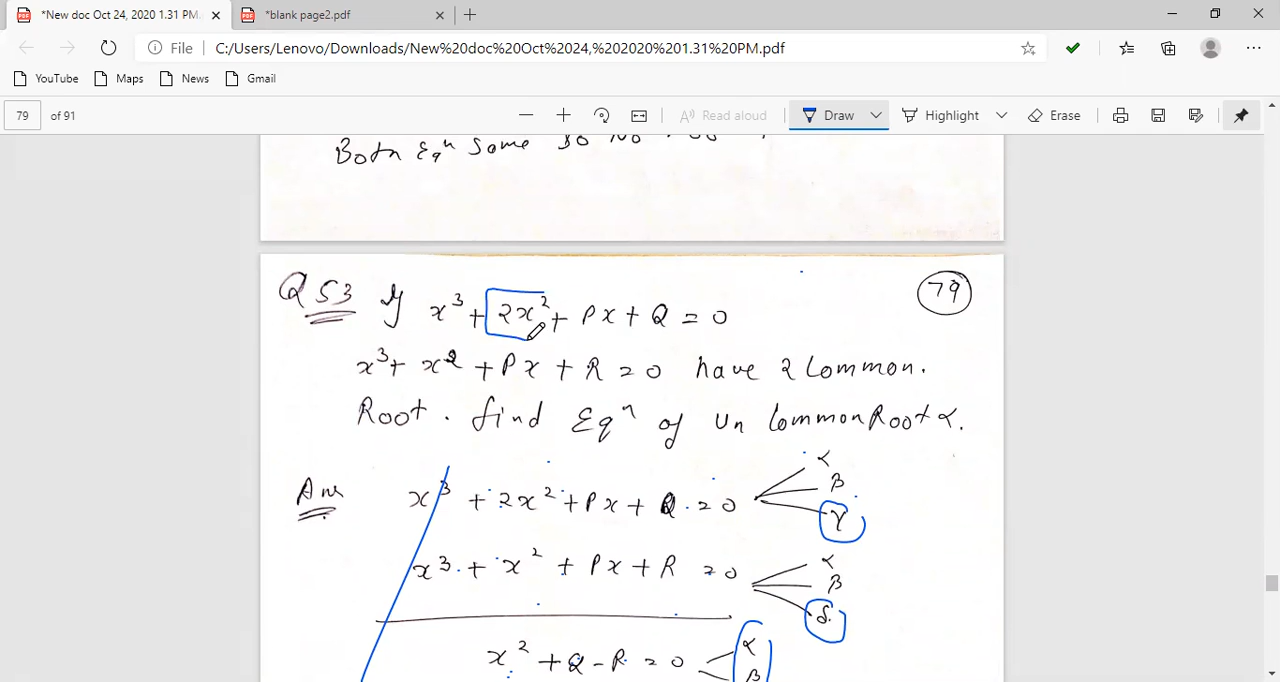 *New doc Oct 24, 2020 1.31 PM.
*blank page2.pdf
File | C:/Users/Lenovo/Downloads/New%20doc%20Oct%2024,%202020%201.31%20PM.pdf
YouTube Maps News Gmail
79 of 91 Read aloud Draw Highlight Erase
Both Eqn Same So No
Q53 If x³ + 2x² + Px + Q = 0 79
x³ + x² + Px + R = 0 have 2 Common.
Root. find Eqn of Un Common Root α.
Ans x³ + 2x² + Px + Q = 0 α
β
γ
x³ + x² + Px + R = 0 α
β
δ
x² + Q - R = 0 α
β